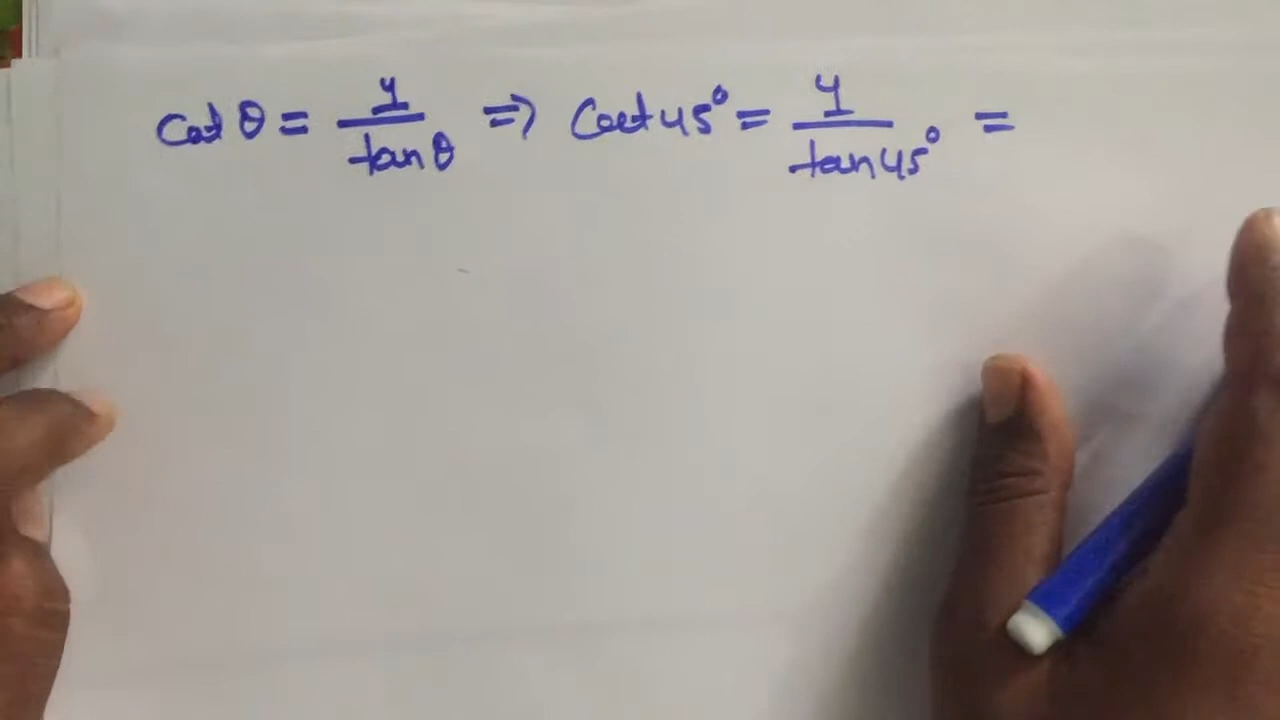 cot θ = 1/tan θ => cot 45° = 1/tan 45° =